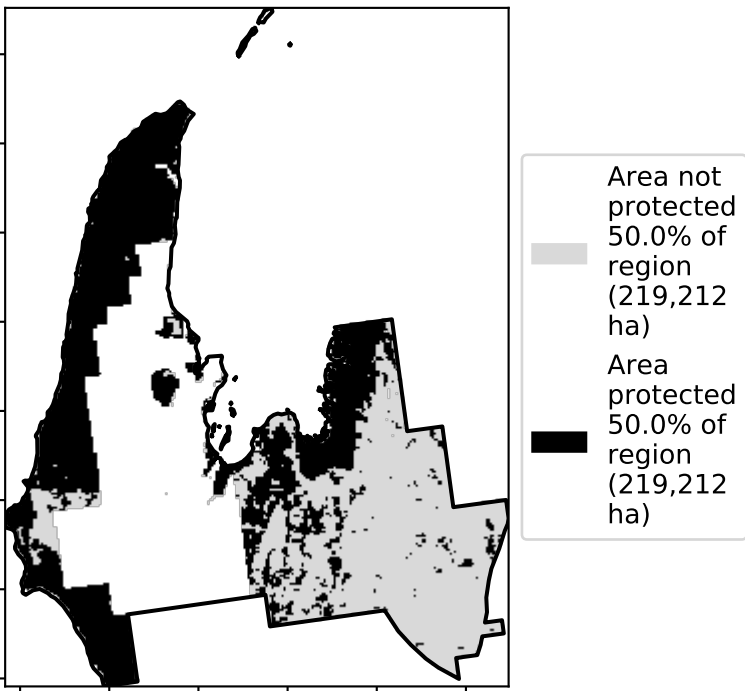 Area not
protected
50.0% of
region
(219,212
ha)
Area
protected
50.0% of
region
(219,212
ha)